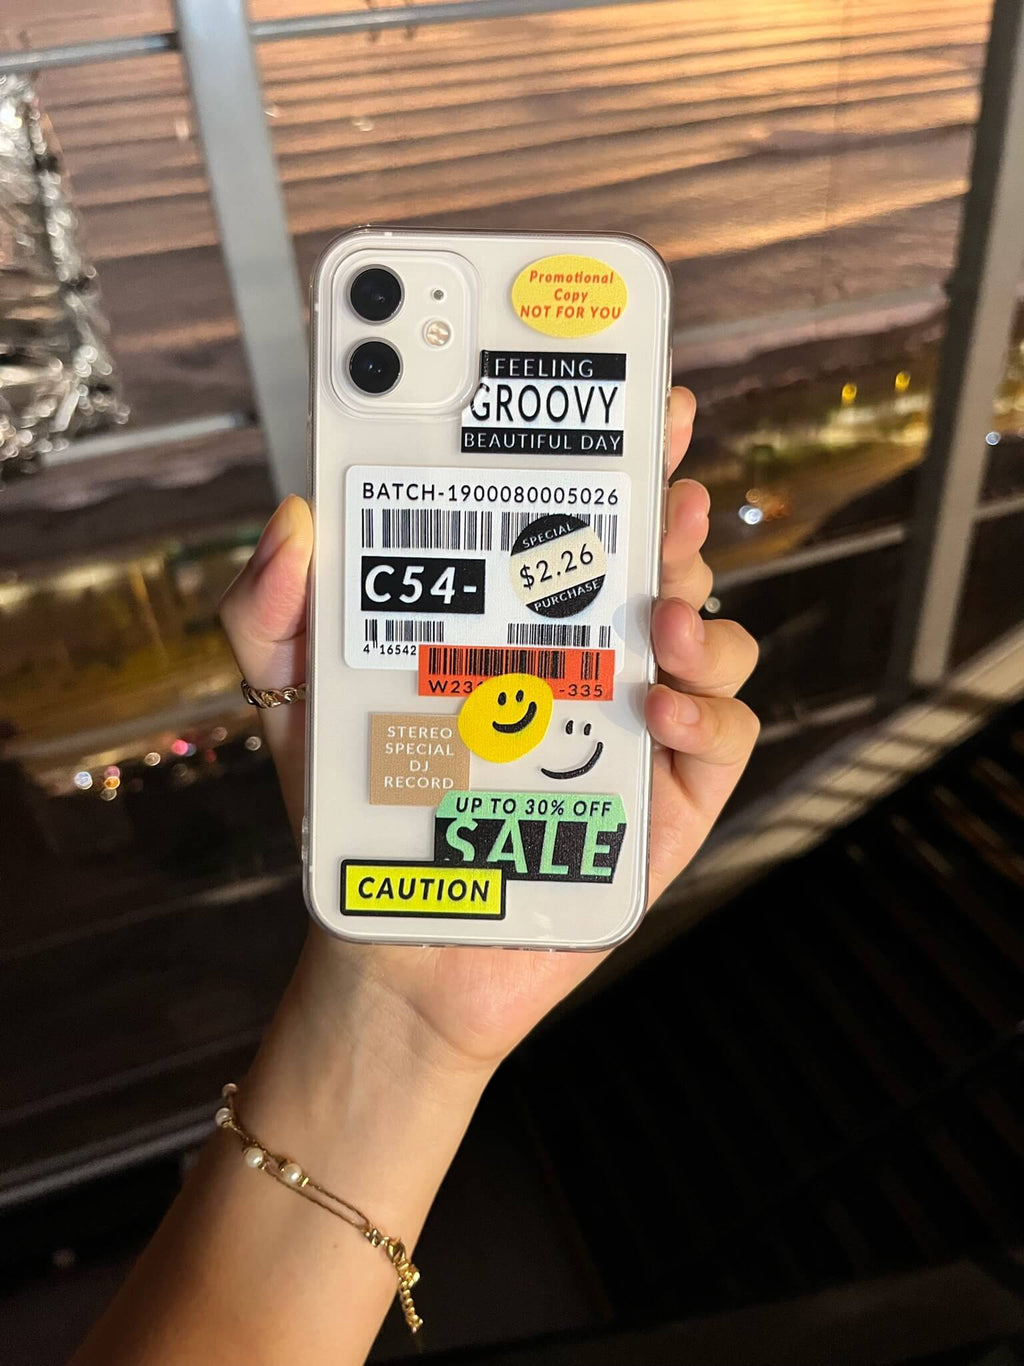 Promotional
Copy
NOT FOR YOU
FEELING
GROOVY
BEAUTIFUL DAY
BATCH-1900080005026
SPECIAL
$2.26
PURCHASE
C54-
4 16542
W23
-335
STEREO
SPECIAL
DJ
RECORD
UP TO 30% OFF
SALE
CAUTION